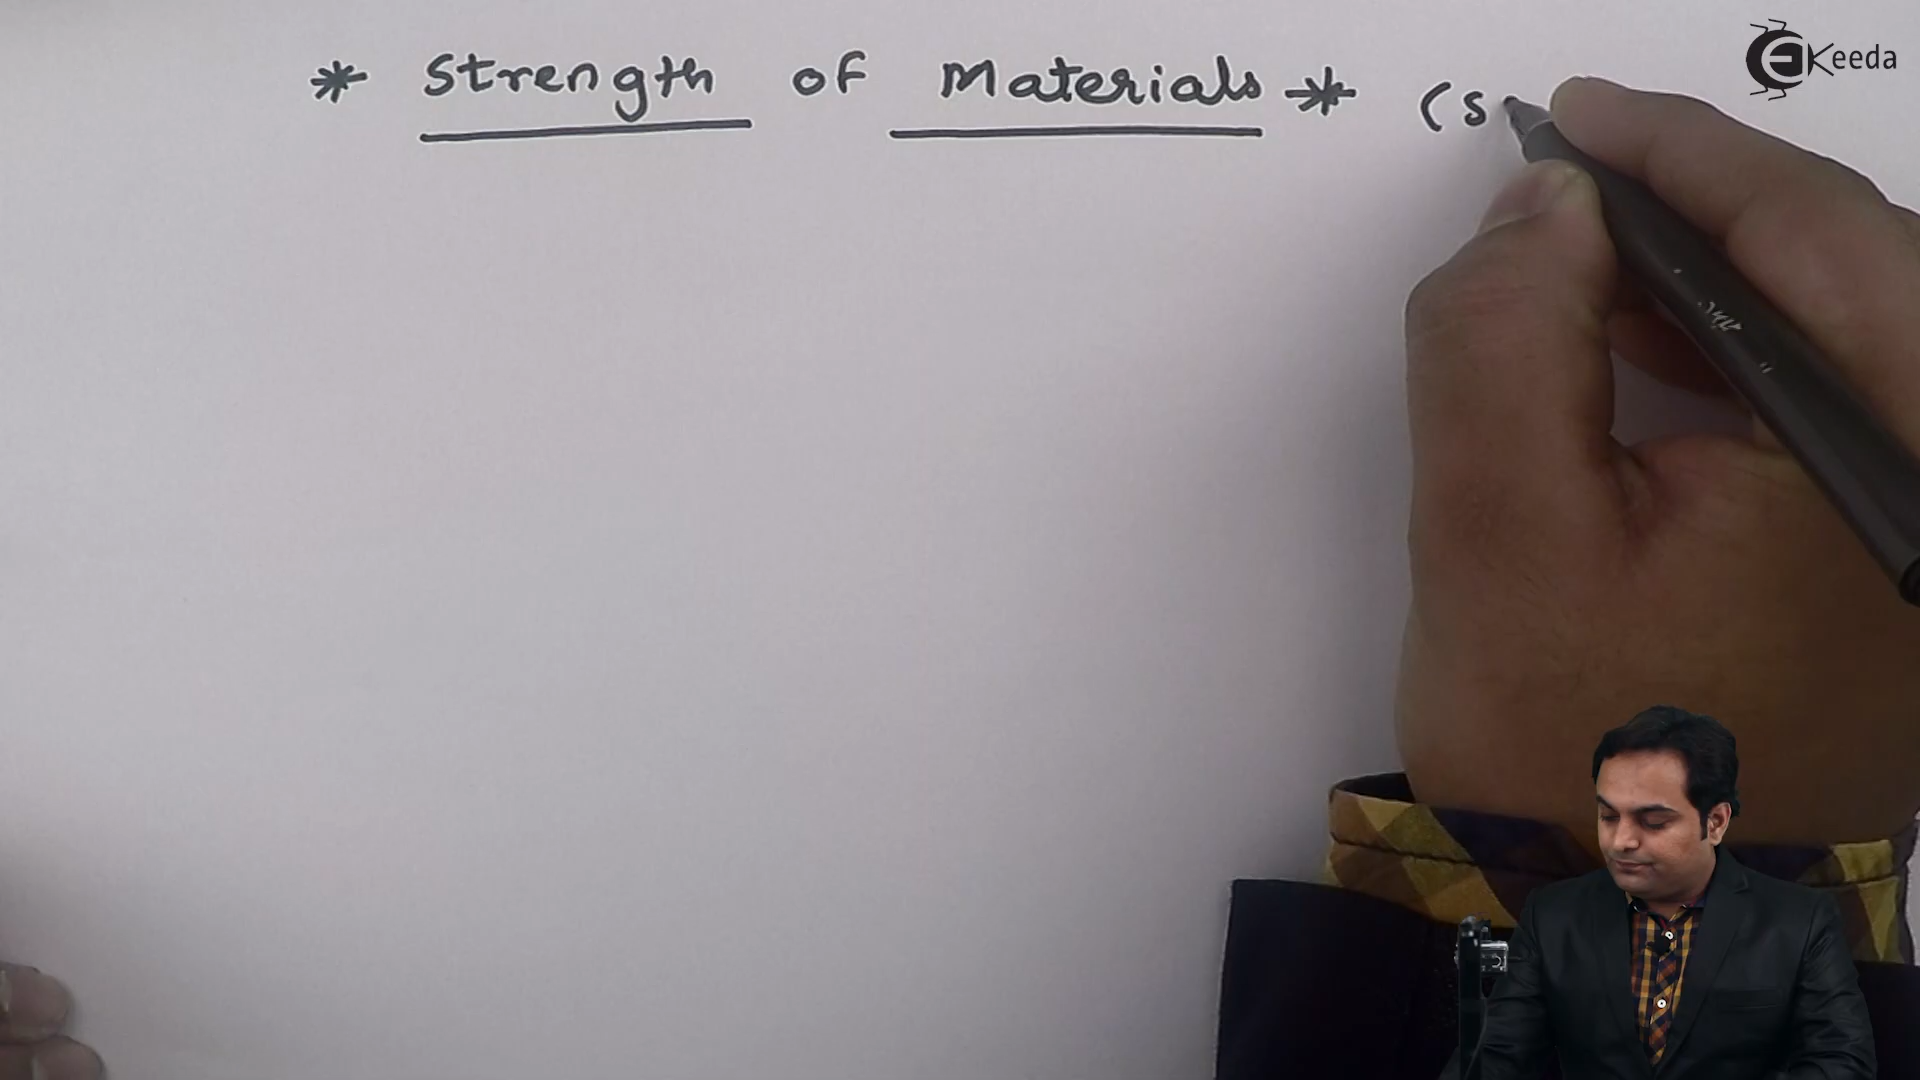 * Strength of Materials * (S
Ekeeda